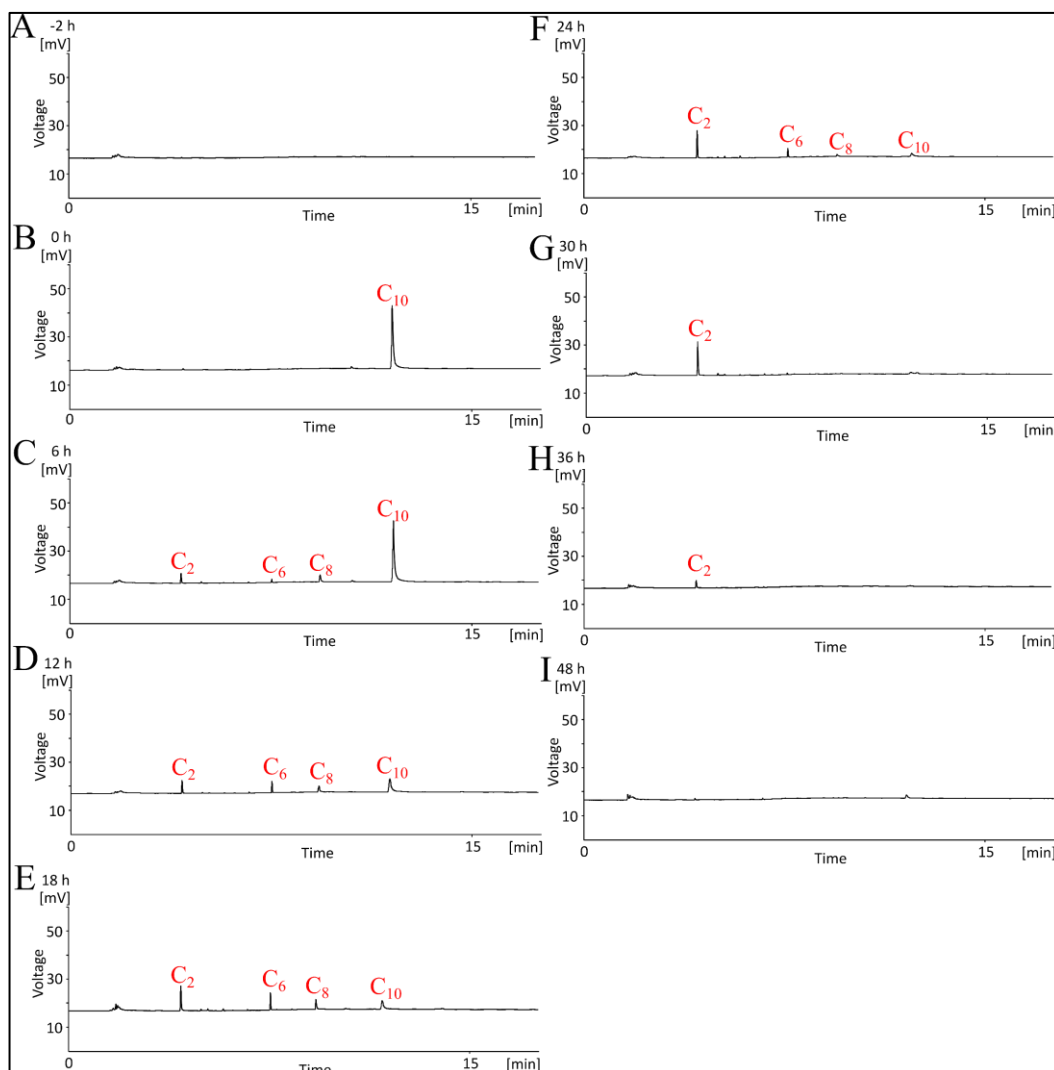 A -2 h
[mV]
50
30
10
Voltage
0 15 [min]
Time
B 0 h
[mV]
50
30
10
Voltage
C10
0 15 [min]
Time
C 6 h
[mV]
50
30
10
Voltage
C2 C6 C8 C10
0 15 [min]
Time
D 12 h
[mV]
50
30
10
Voltage
C2 C6 C8 C10
0 15 [min]
Time
E 18 h
[mV]
50
30
10
Voltage
C2 C6 C8 C10
0 15 [min]
Time
F 24 h
[mV]
50
30
10
Voltage
C2 C6 C8 C10
0 15 [min]
Time
G 30 h
[mV]
50
30
10
Voltage
C2
0 15 [min]
Time
H 36 h
[mV]
50
30
10
Voltage
C2
0 15 [min]
Time
I 48 h
[mV]
50
30
10
Voltage
0 15 [min]
Time